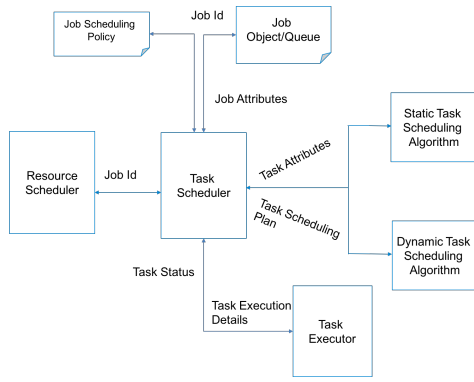 Job Id
Job Scheduling
Policy
Job
Object/Queue
Job Attributes
Static Task
Scheduling
Algorithm
Task Attributes
Resource
Scheduler
Job Id
Task
Scheduler
Task Scheduling
Plan
Dynamic Task
Scheduling
Algorithm
Task Status
Task Execution
Details
Task
Executor